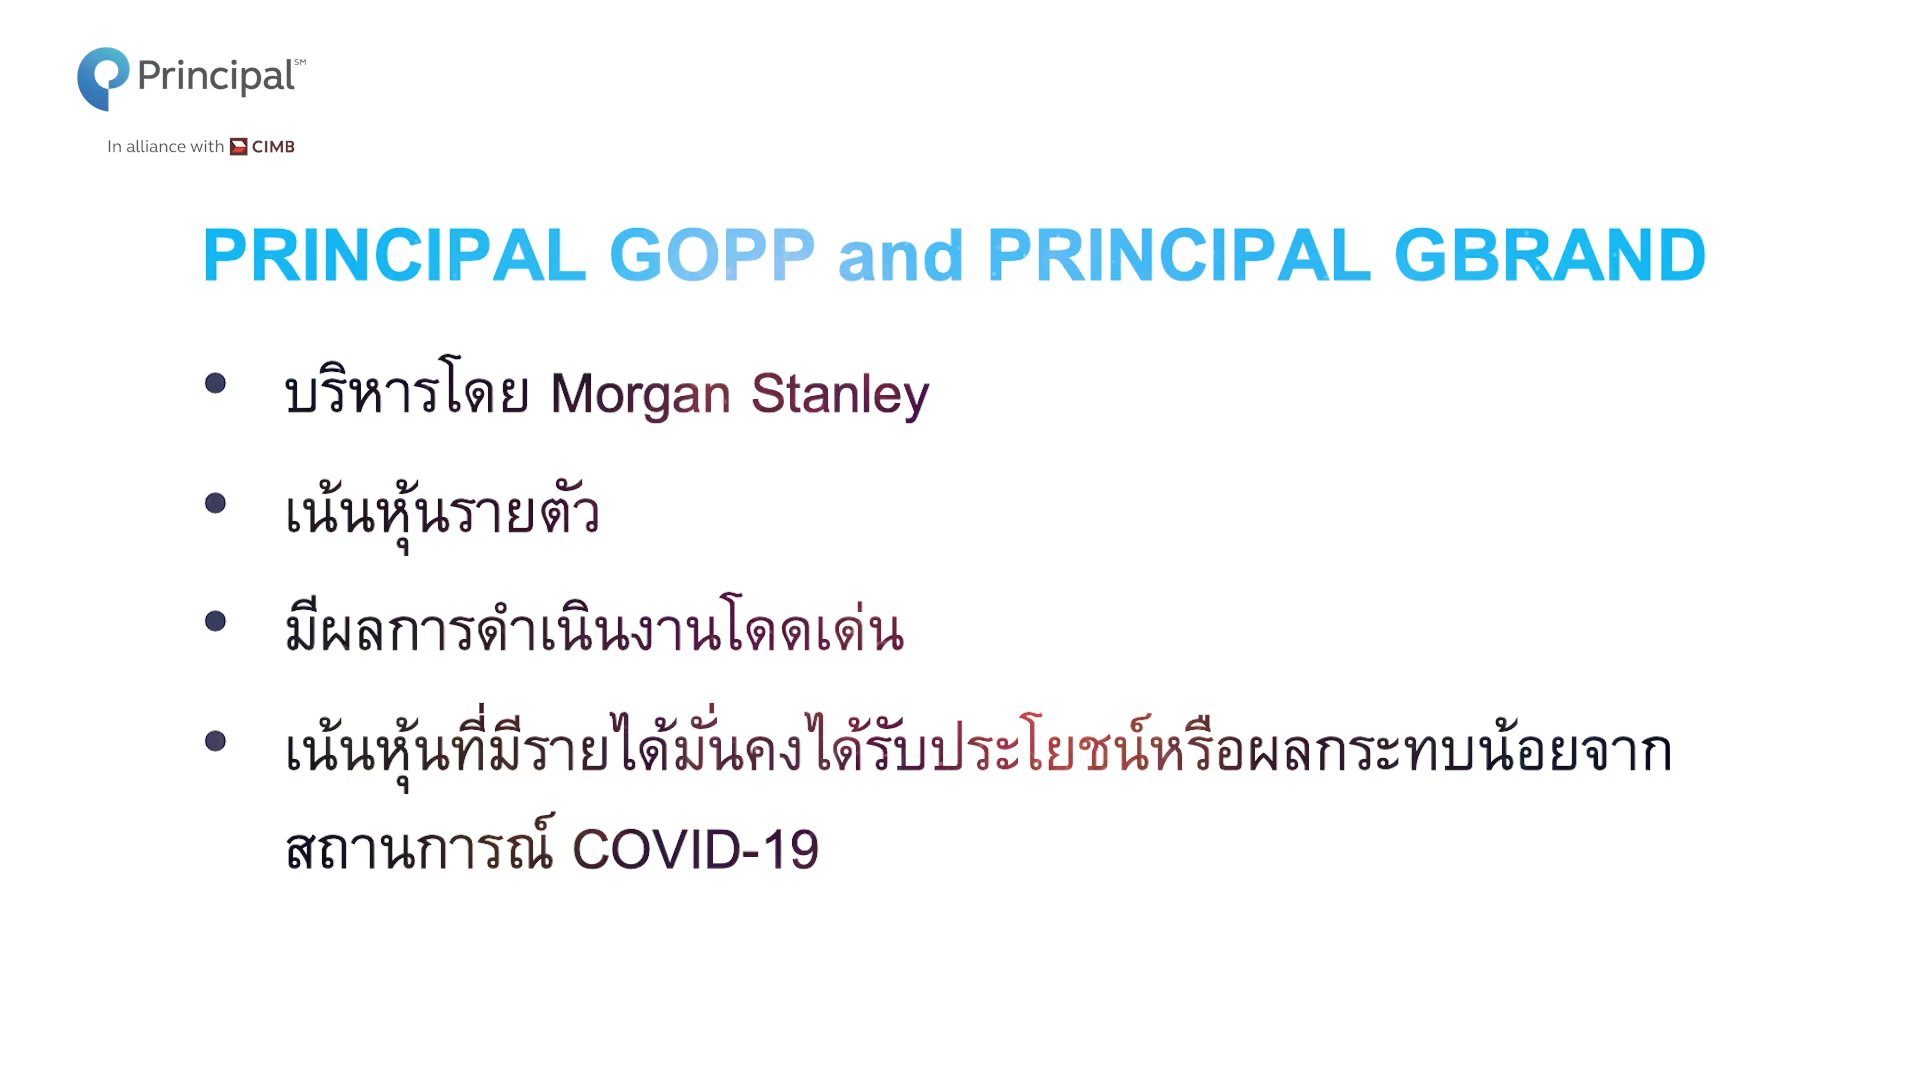 Principal℠
In alliance with CIMB
PRINCIPAL GOPP and PRINCIPAL GBRAND
• บริหารโดย Morgan Stanley
• เน้นหุ้นรายตัว
• มีผลการดำเนินงานโดดเด่น
• เน้นหุ้นที่มีรายได้มั่นคงได้รับประโยชน์หรือผลกระทบน้อยจาก
สถานการณ์ COVID-19